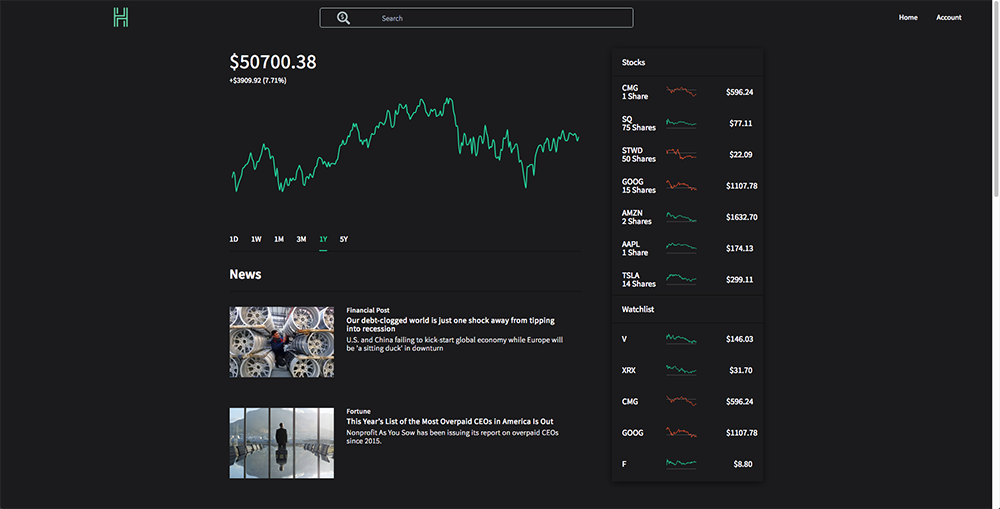 H
Search
Home
Account
$50700.38
+$3909.92 (7.71%)
1D
1W
1M
3M
1Y
5Y
News
Financial Post
Our debt-clogged world is just one shock away from tipping
into recession
U.S. and China failing to kick-start global economy while Europe will
be 'a sitting duck' in downturn
Fortune
This Year's List of the Most Overpaid CEOs in America Is Out
Nonprofit As You Sow has been issuing its report on overpaid CEOs
since 2015.
Stocks
CMG
1 Share
$596.24
SQ
75 Shares
$77.11
STWD
50 Shares
$22.09
GOOG
15 Shares
$1107.78
AMZN
2 Shares
$1632.70
AAPL
1 Share
$174.13
TSLA
14 Shares
$299.11
Watchlist
V
$146.03
XRX
$31.70
CMG
$596.24
GOOG
$1107.78
F
$8.80